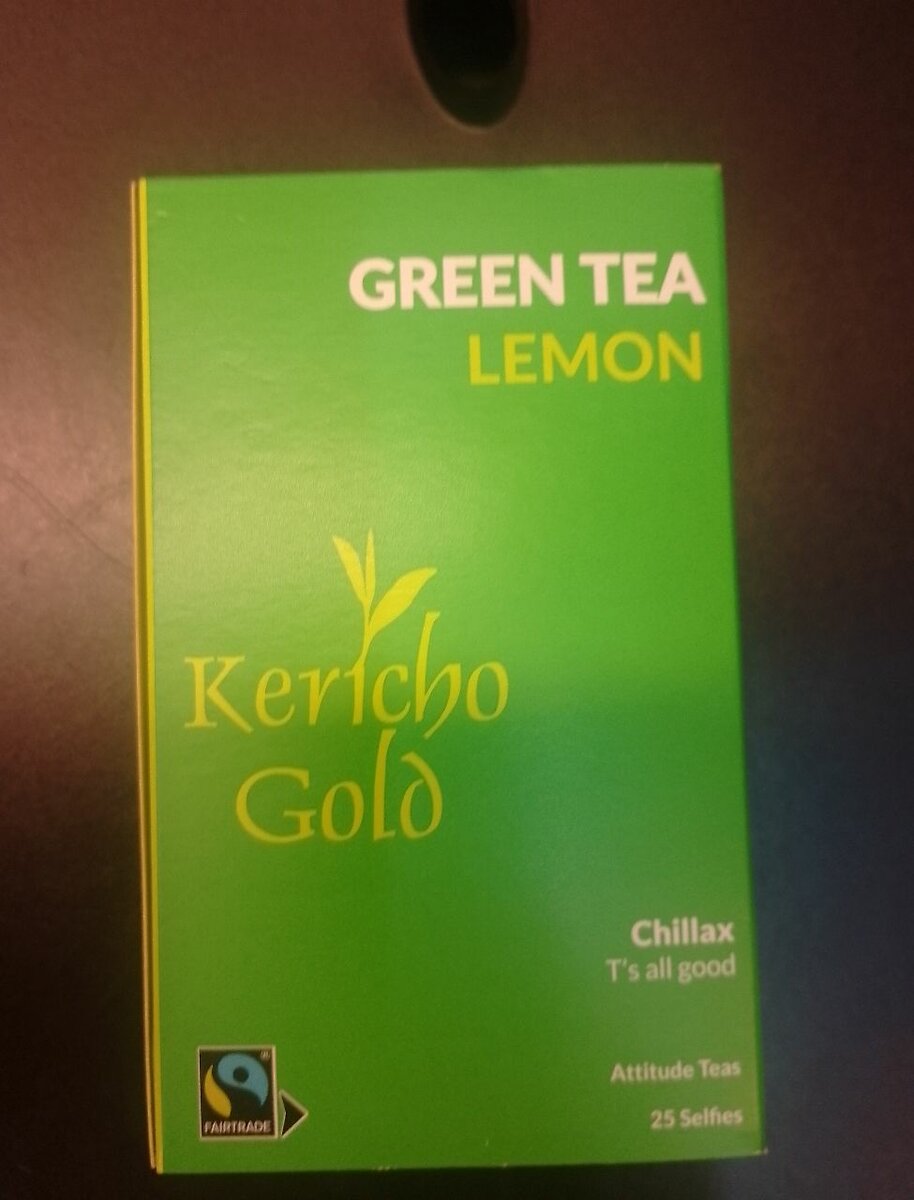 GREEN TEA
LEMON
Kericho
Gold
Chillax
T's all good
Attitude Teas
25 Selfies
®
FAIRTRADE